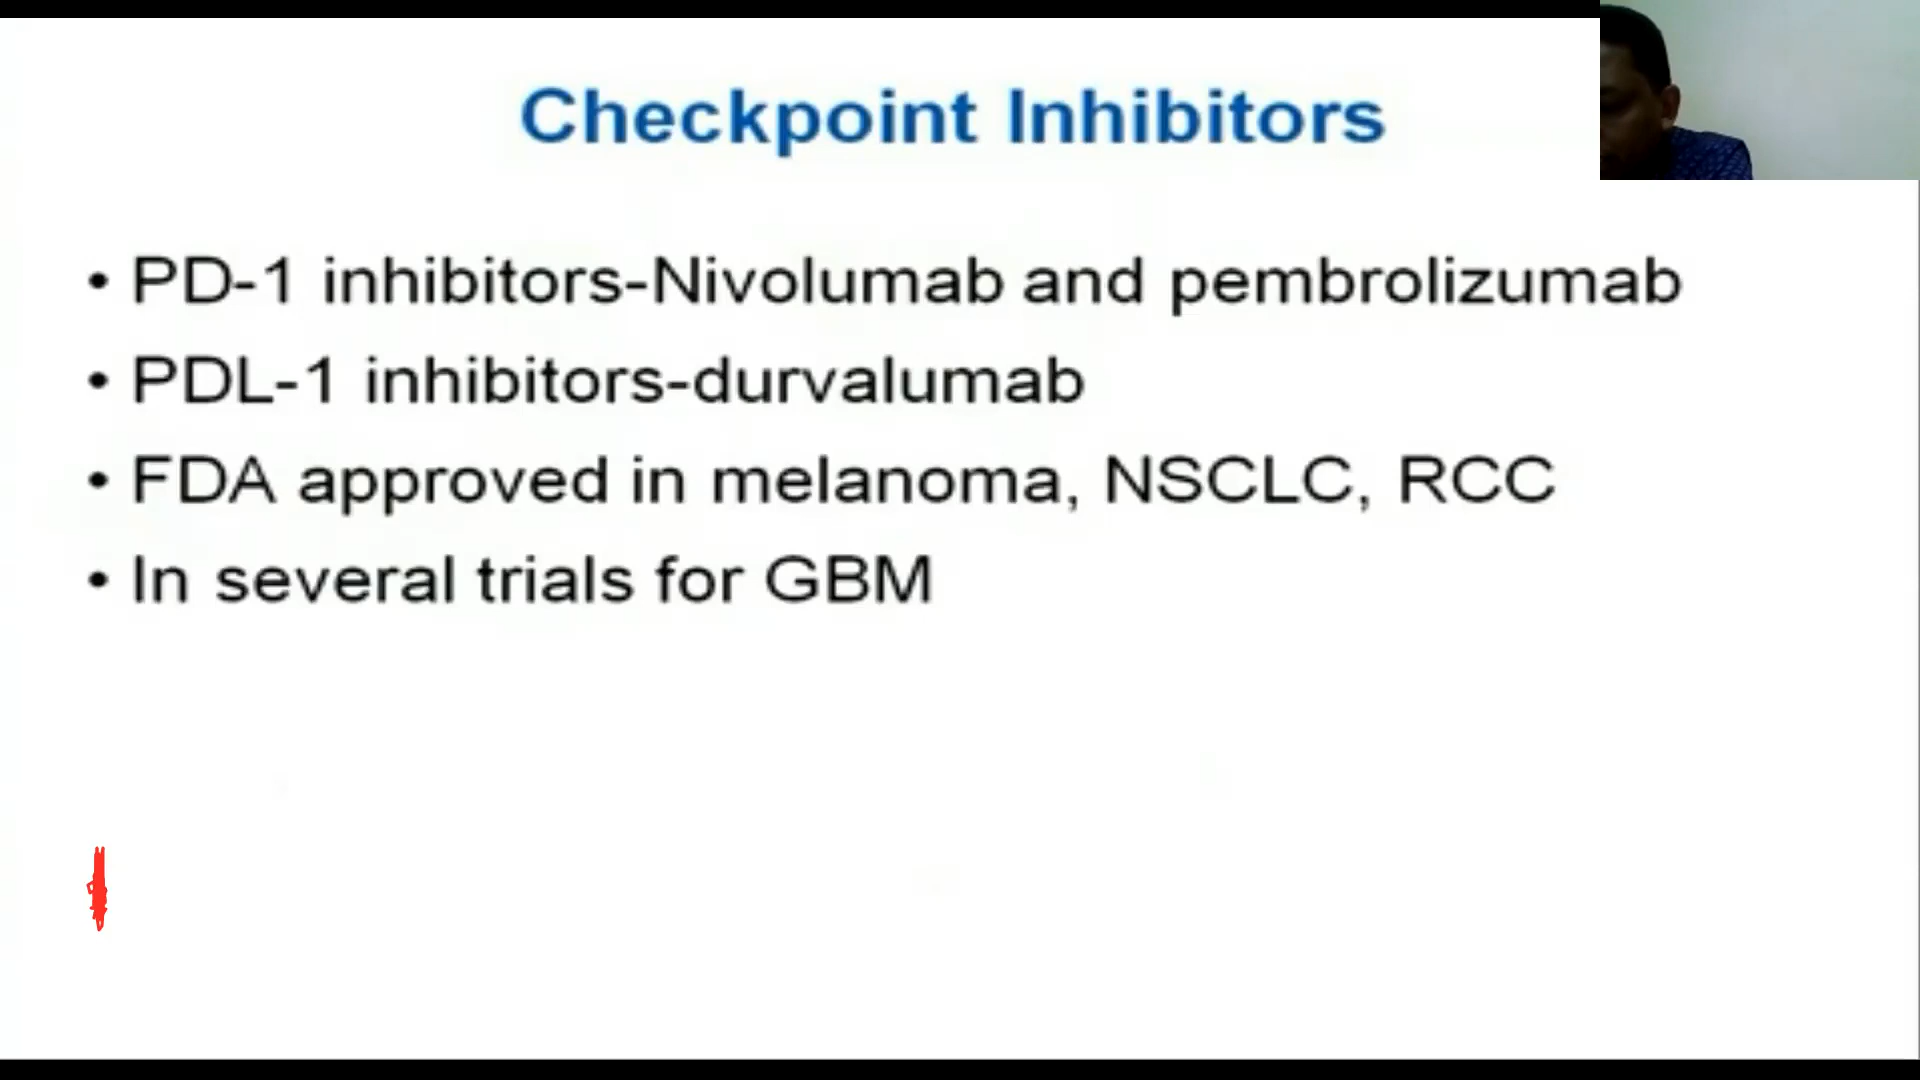 Checkpoint Inhibitors
• PD-1 inhibitors-Nivolumab and pembrolizumab
• PDL-1 inhibitors-durvalumab
• FDA approved in melanoma, NSCLC, RCC
• In several trials for GBM